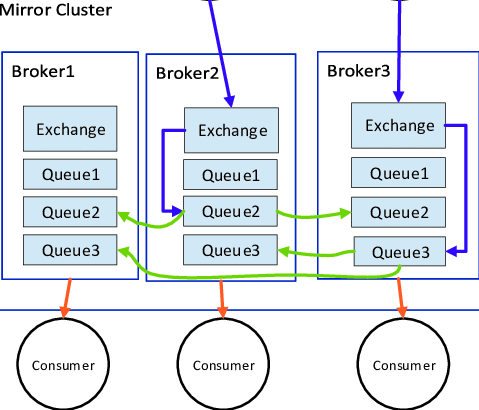 Mirror Cluster
Broker1
Exchange
Queue1
Queue2
Queue3
Broker2
Exchange
Queue1
Queue2
Queue3
Broker3
Exchange
Queue1
Queue2
Queue3
Consumer
Consumer
Consumer